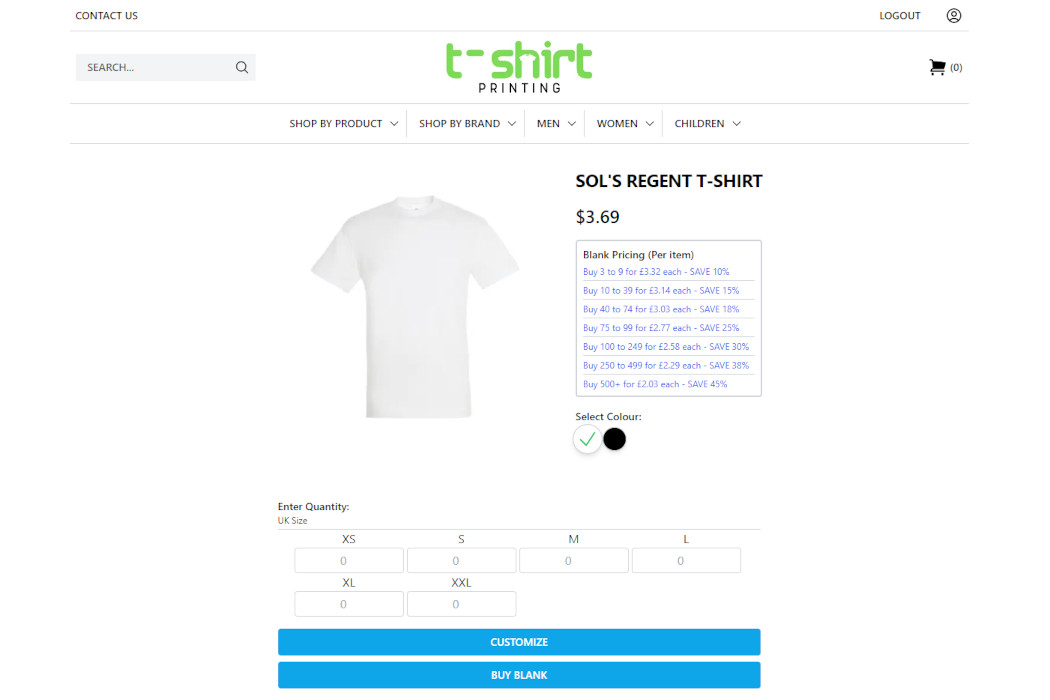 CONTACT US
LOGOUT
SEARCH...
t-shirt
PRINTING
(0)
SHOP BY PRODUCT
SHOP BY BRAND
MEN
WOMEN
CHILDREN
SOL'S REGENT T-SHIRT
$3.69
Blank Pricing (Per item)
Buy 3 to 9 for £3.32 each - SAVE 10%
Buy 10 to 39 for £3.14 each - SAVE 15%
Buy 40 to 74 for £3.03 each - SAVE 18%
Buy 75 to 99 for £2.77 each - SAVE 25%
Buy 100 to 249 for £2.58 each - SAVE 30%
Buy 250 to 499 for £2.29 each - SAVE 38%
Buy 500+ for £2.03 each - SAVE 45%
Select Colour:
Enter Quantity:
UK Size
XS S M L
0 0 0 0
XL XXL
0 0
CUSTOMIZE
BUY BLANK